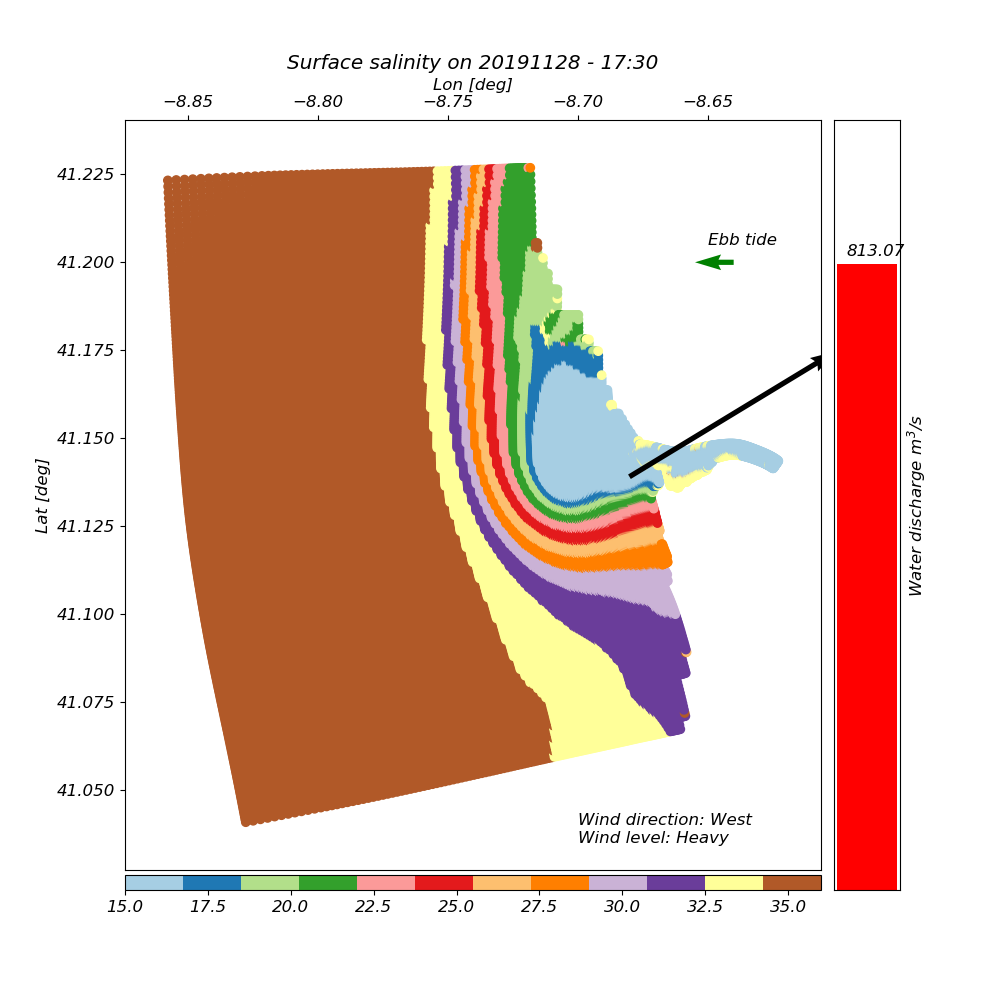 Surface salinity on 20191128 - 17:30
Lon [deg]
−8.85 −8.80 −8.75 −8.70 −8.65
41.225
41.200
41.175
41.150
41.125
41.100
41.075
41.050
Lat [deg]
Ebb tide
813.07
Water discharge m³/s
Wind direction: West
Wind level: Heavy
15.0 17.5 20.0 22.5 25.0 27.5 30.0 32.5 35.0